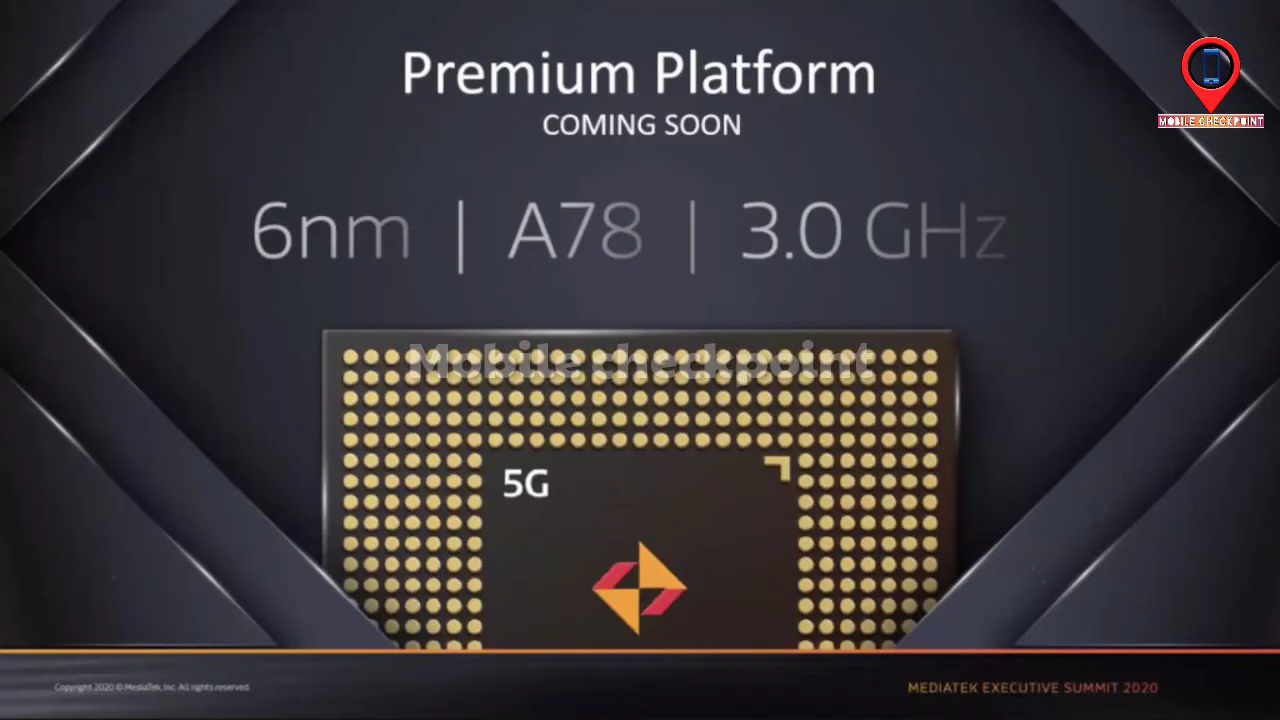 Premium Platform
COMING SOON
MOBILE CHECKPOINT
6nm | A78 | 3.0 GHz
Mobile checkpoint
5G
Copyright 2020 © MediaTek, Inc. All rights reserved.
MEDIATEK EXECUTIVE SUMMIT 2020